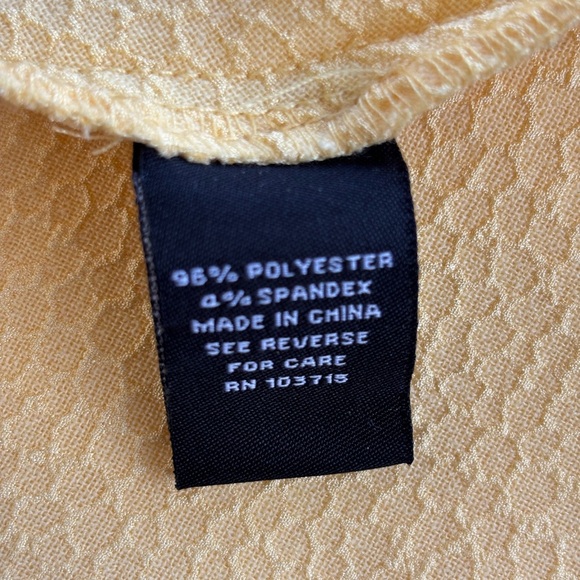 96% POLYESTER
4% SPANDEX
MADE IN CHINA
SEE REVERSE
FOR CARE
RN 103715